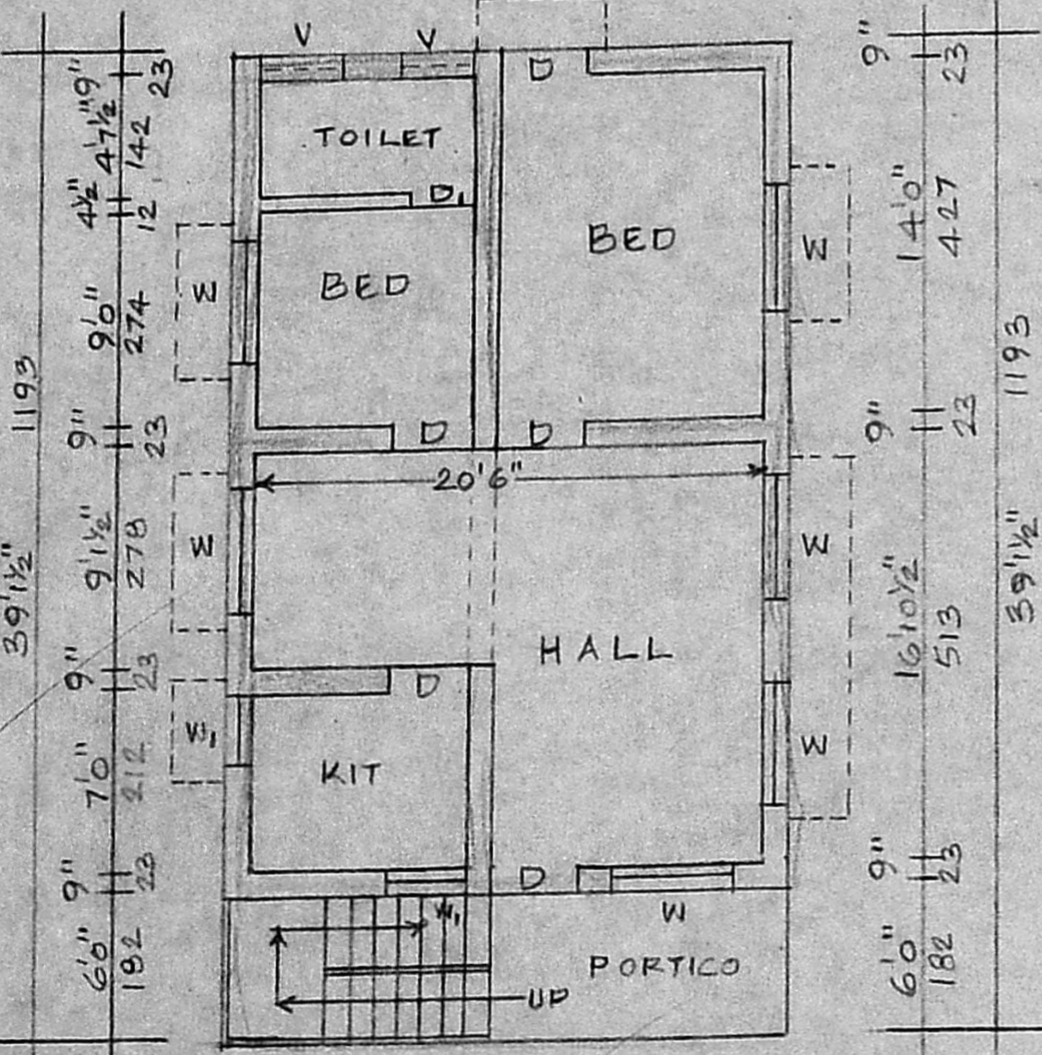 V V
D
TOILET
D1
BED
BED
W
W
D D
20'6"
W
W
HALL
D
W1
KIT
W
D
W1
W
PORTICO
UP
39'1½" 1193
9" 23
4'7½" 142
4½" 12
9'0" 274
9" 23
9'1½" 278
9" 23
7'0" 212
9" 23
6'0" 182
9" 23
14'0" 427
9" 23
16'10½" 513
9" 23
6'0" 182
39'1½" 1193